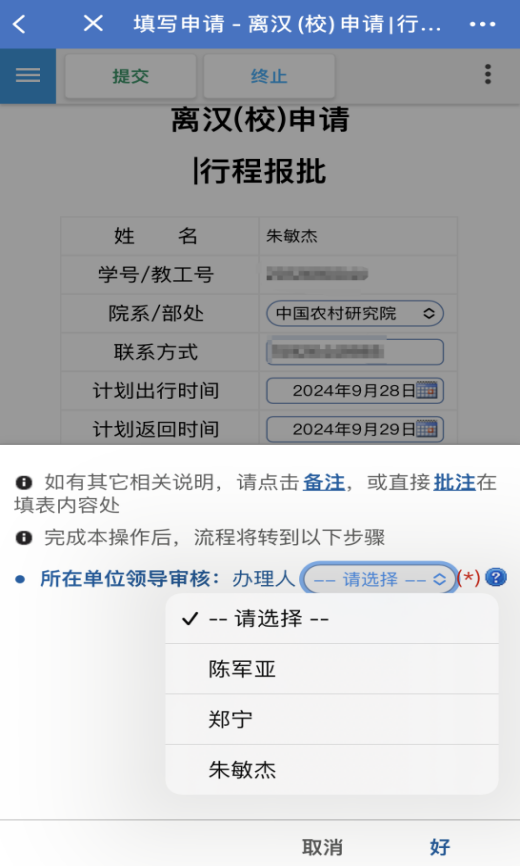 填写申请 - 离汉 (校) 申请|行...
提交
终止
离汉(校)申请
|行程报批
姓 名
朱敏杰
学号/教工号
院系/部处
中国农村研究院
联系方式
计划出行时间
2024年9月28日
计划返回时间
2024年9月29日
如有其它相关说明，请点击备注，或直接批注在
填表内容处
完成本操作后，流程将转到以下步骤
所在单位领导审核：办理人 -- 请选择 -- (*) ?
-- 请选择 --
陈军亚
郑宁
朱敏杰
取消
好